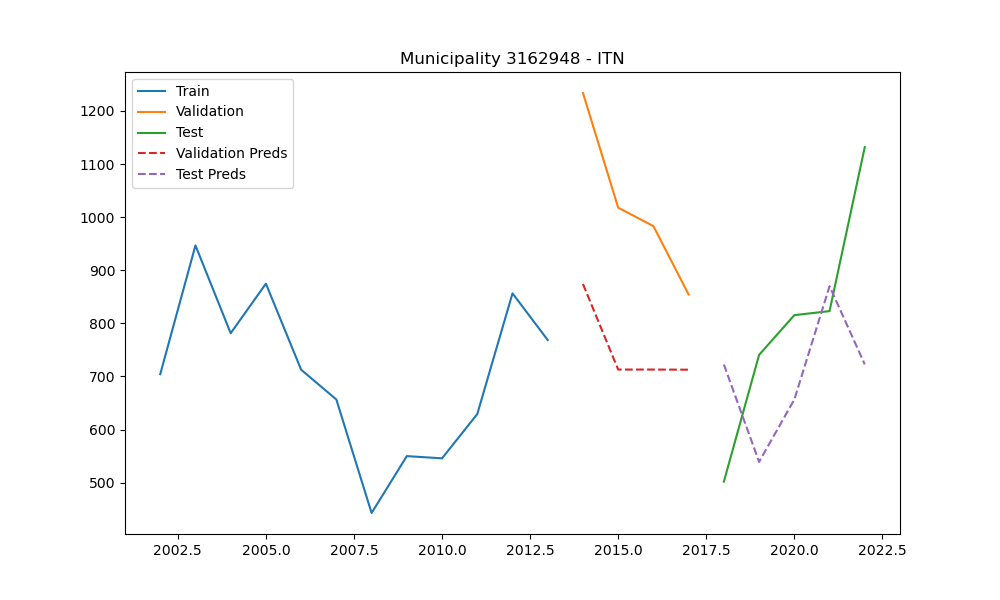 Municipality 3162948 - ITN
Train
Validation
Test
Validation Preds
Test Preds
1200
1100
1000
900
800
700
600
500
2002.5 2005.0 2007.5 2010.0 2012.5 2015.0 2017.5 2020.0 2022.5